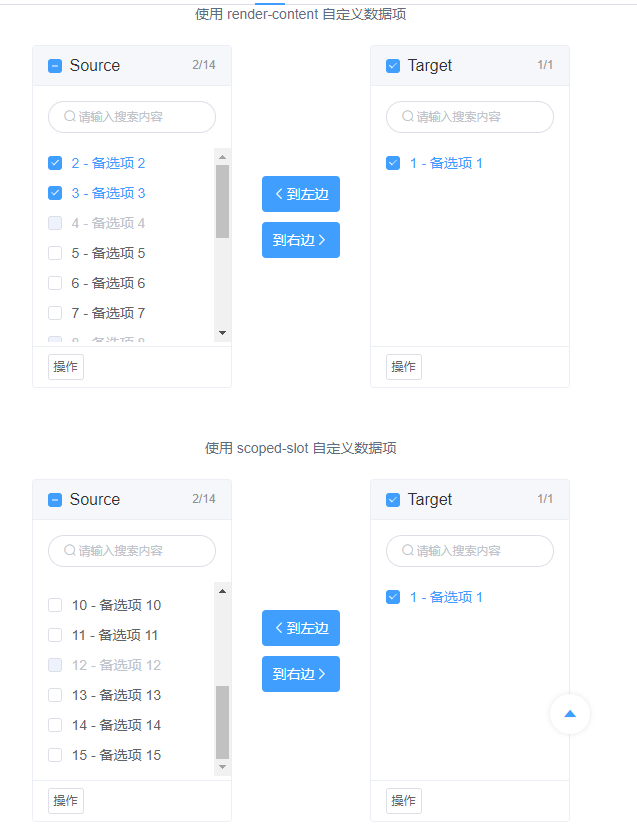 使用 render-content 自定义数据项
Source 2/14
请输入搜索内容
2 - 备选项 2
3 - 备选项 3
4 - 备选项 4
5 - 备选项 5
6 - 备选项 6
7 - 备选项 7
8 - 备选项 8
操作
到左边
到右边
Target 1/1
请输入搜索内容
1 - 备选项 1
操作
使用 scoped-slot 自定义数据项
Source 2/14
请输入搜索内容
10 - 备选项 10
11 - 备选项 11
12 - 备选项 12
13 - 备选项 13
14 - 备选项 14
15 - 备选项 15
操作
到左边
到右边
Target 1/1
请输入搜索内容
1 - 备选项 1
操作